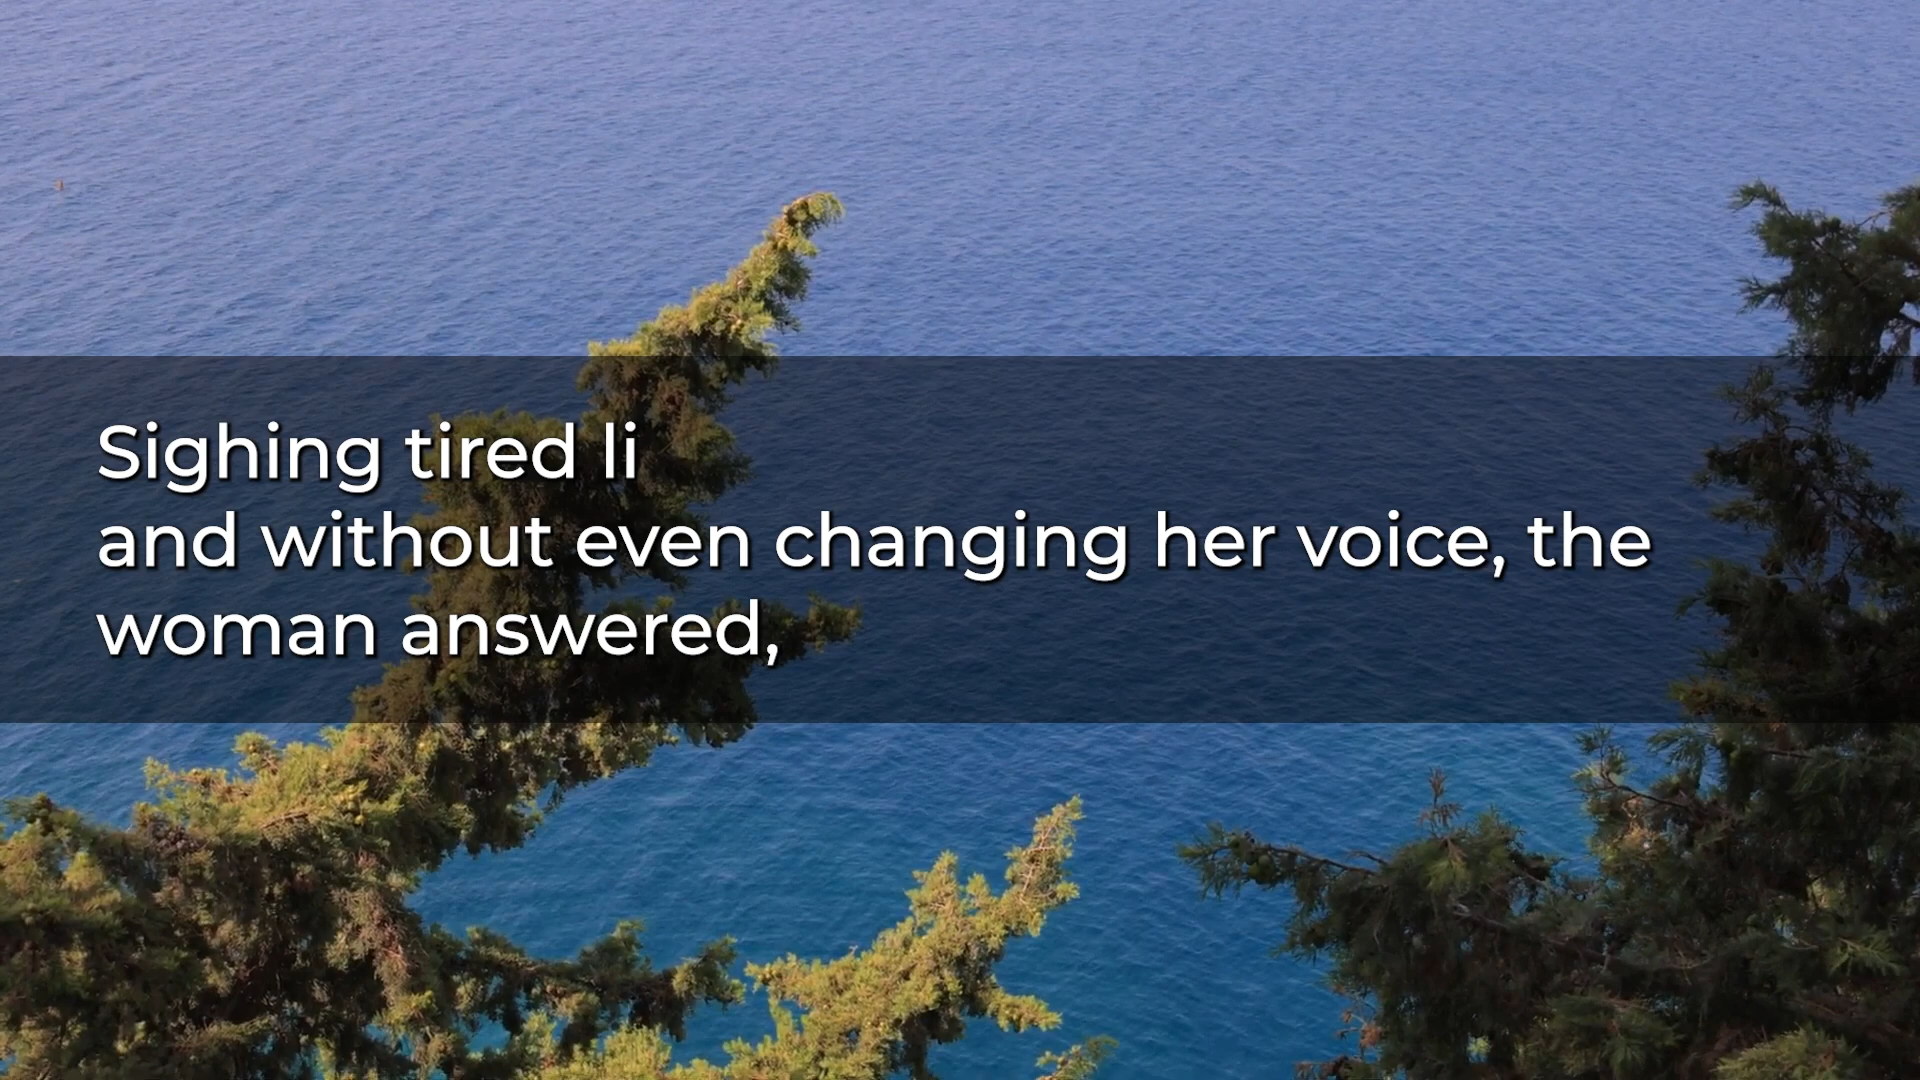 Sighing tired li
and without even changing her voice, the
woman answered,